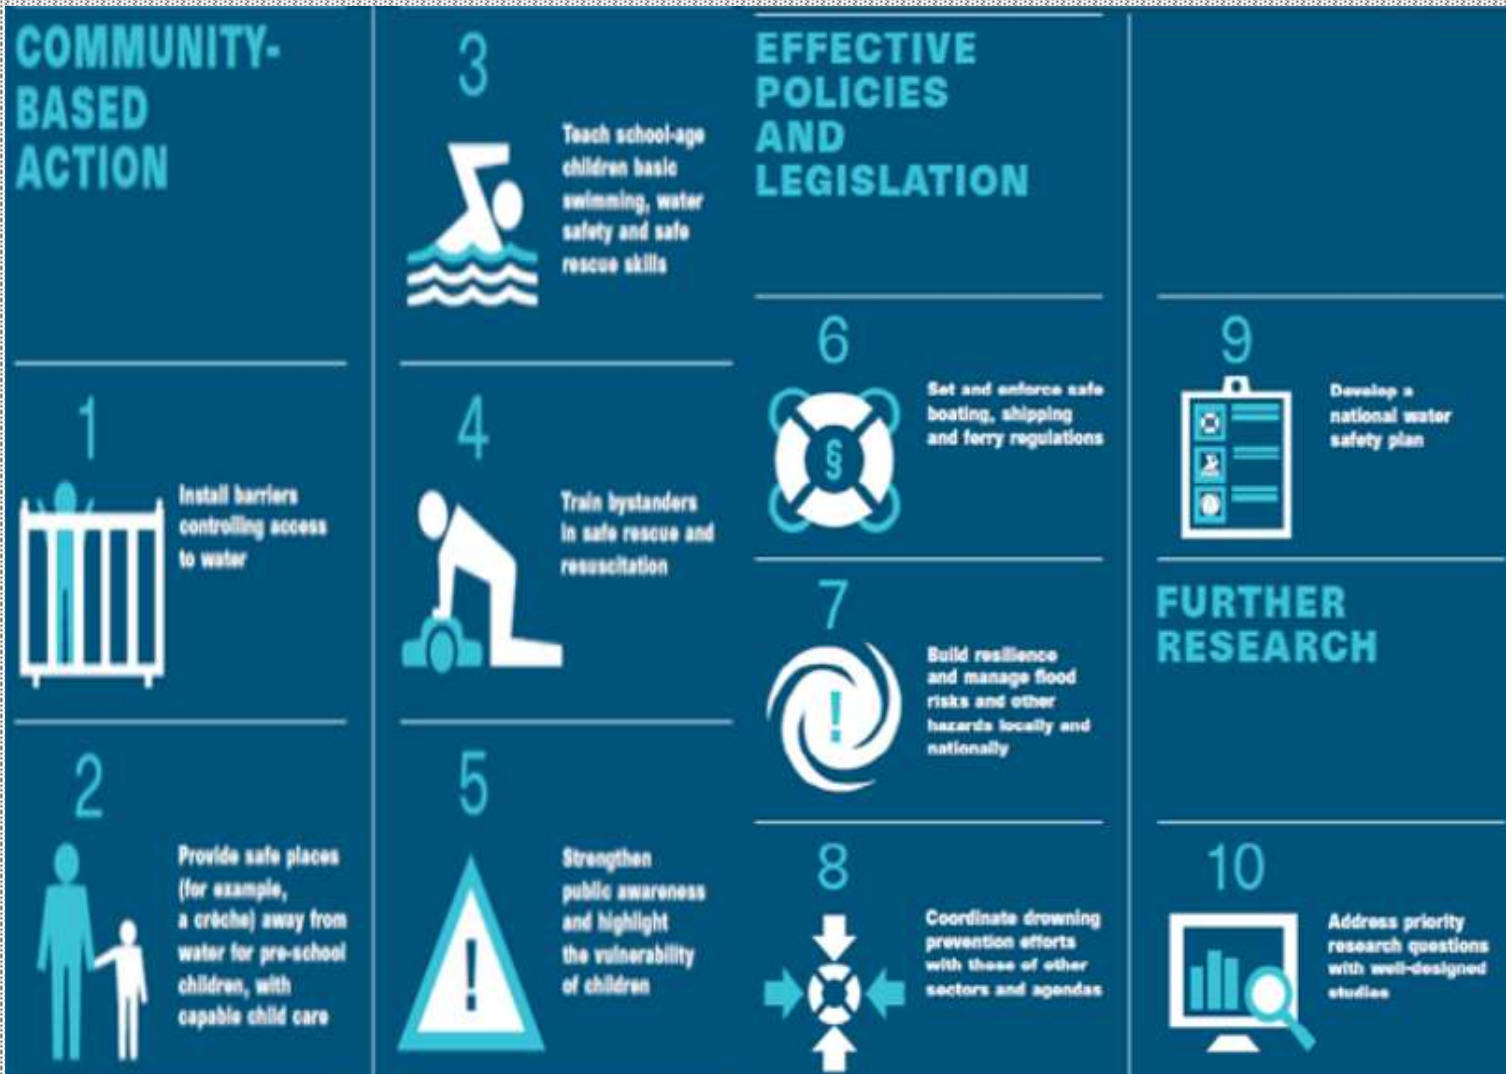 COMMUNITY-
BASED
ACTION
1
Install barriers
controlling access
to water
2
Provide safe places
(for example,
a crèche) away from
water for pre-school
children, with
capable child care
3
Teach school-age
children basic
swimming, water
safety and safe
rescue skills
4
Train bystanders
in safe rescue and
resuscitation
5
!
Strengthen
public awareness
and highlight
the vulnerability
of children
EFFECTIVE
POLICIES
AND
LEGISLATION
6
§
Set and enforce safe
boating, shipping
and ferry regulations
7
!
Build resilience
and manage flood
risks and other
hazards locally and
nationally
8
Coordinate drowning
prevention efforts
with those of other
sectors and agendas
9
Develop a
national water
safety plan
FURTHER
RESEARCH
10
Address priority
research questions
with well-designed
studies